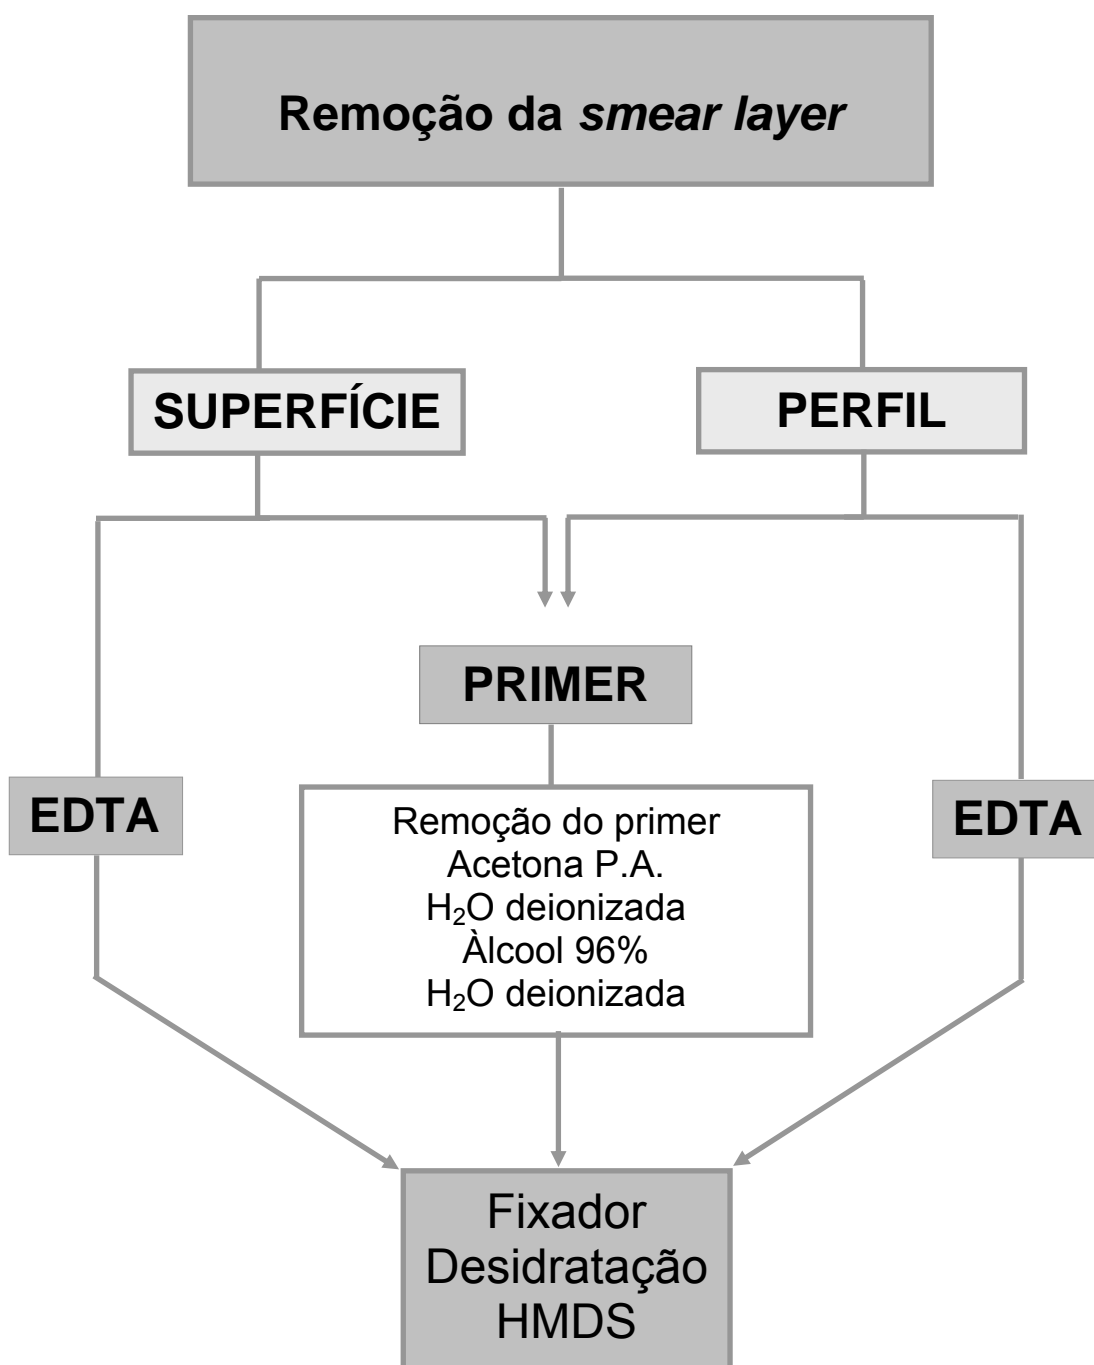 Remoção da smear layer
SUPERFÍCIE
PERFIL
PRIMER
EDTA
EDTA
Remoção do primer
Acetona P.A.
H₂O deionizada
Àlcool 96%
H₂O deionizada
Fixador
Desidratação
HMDS